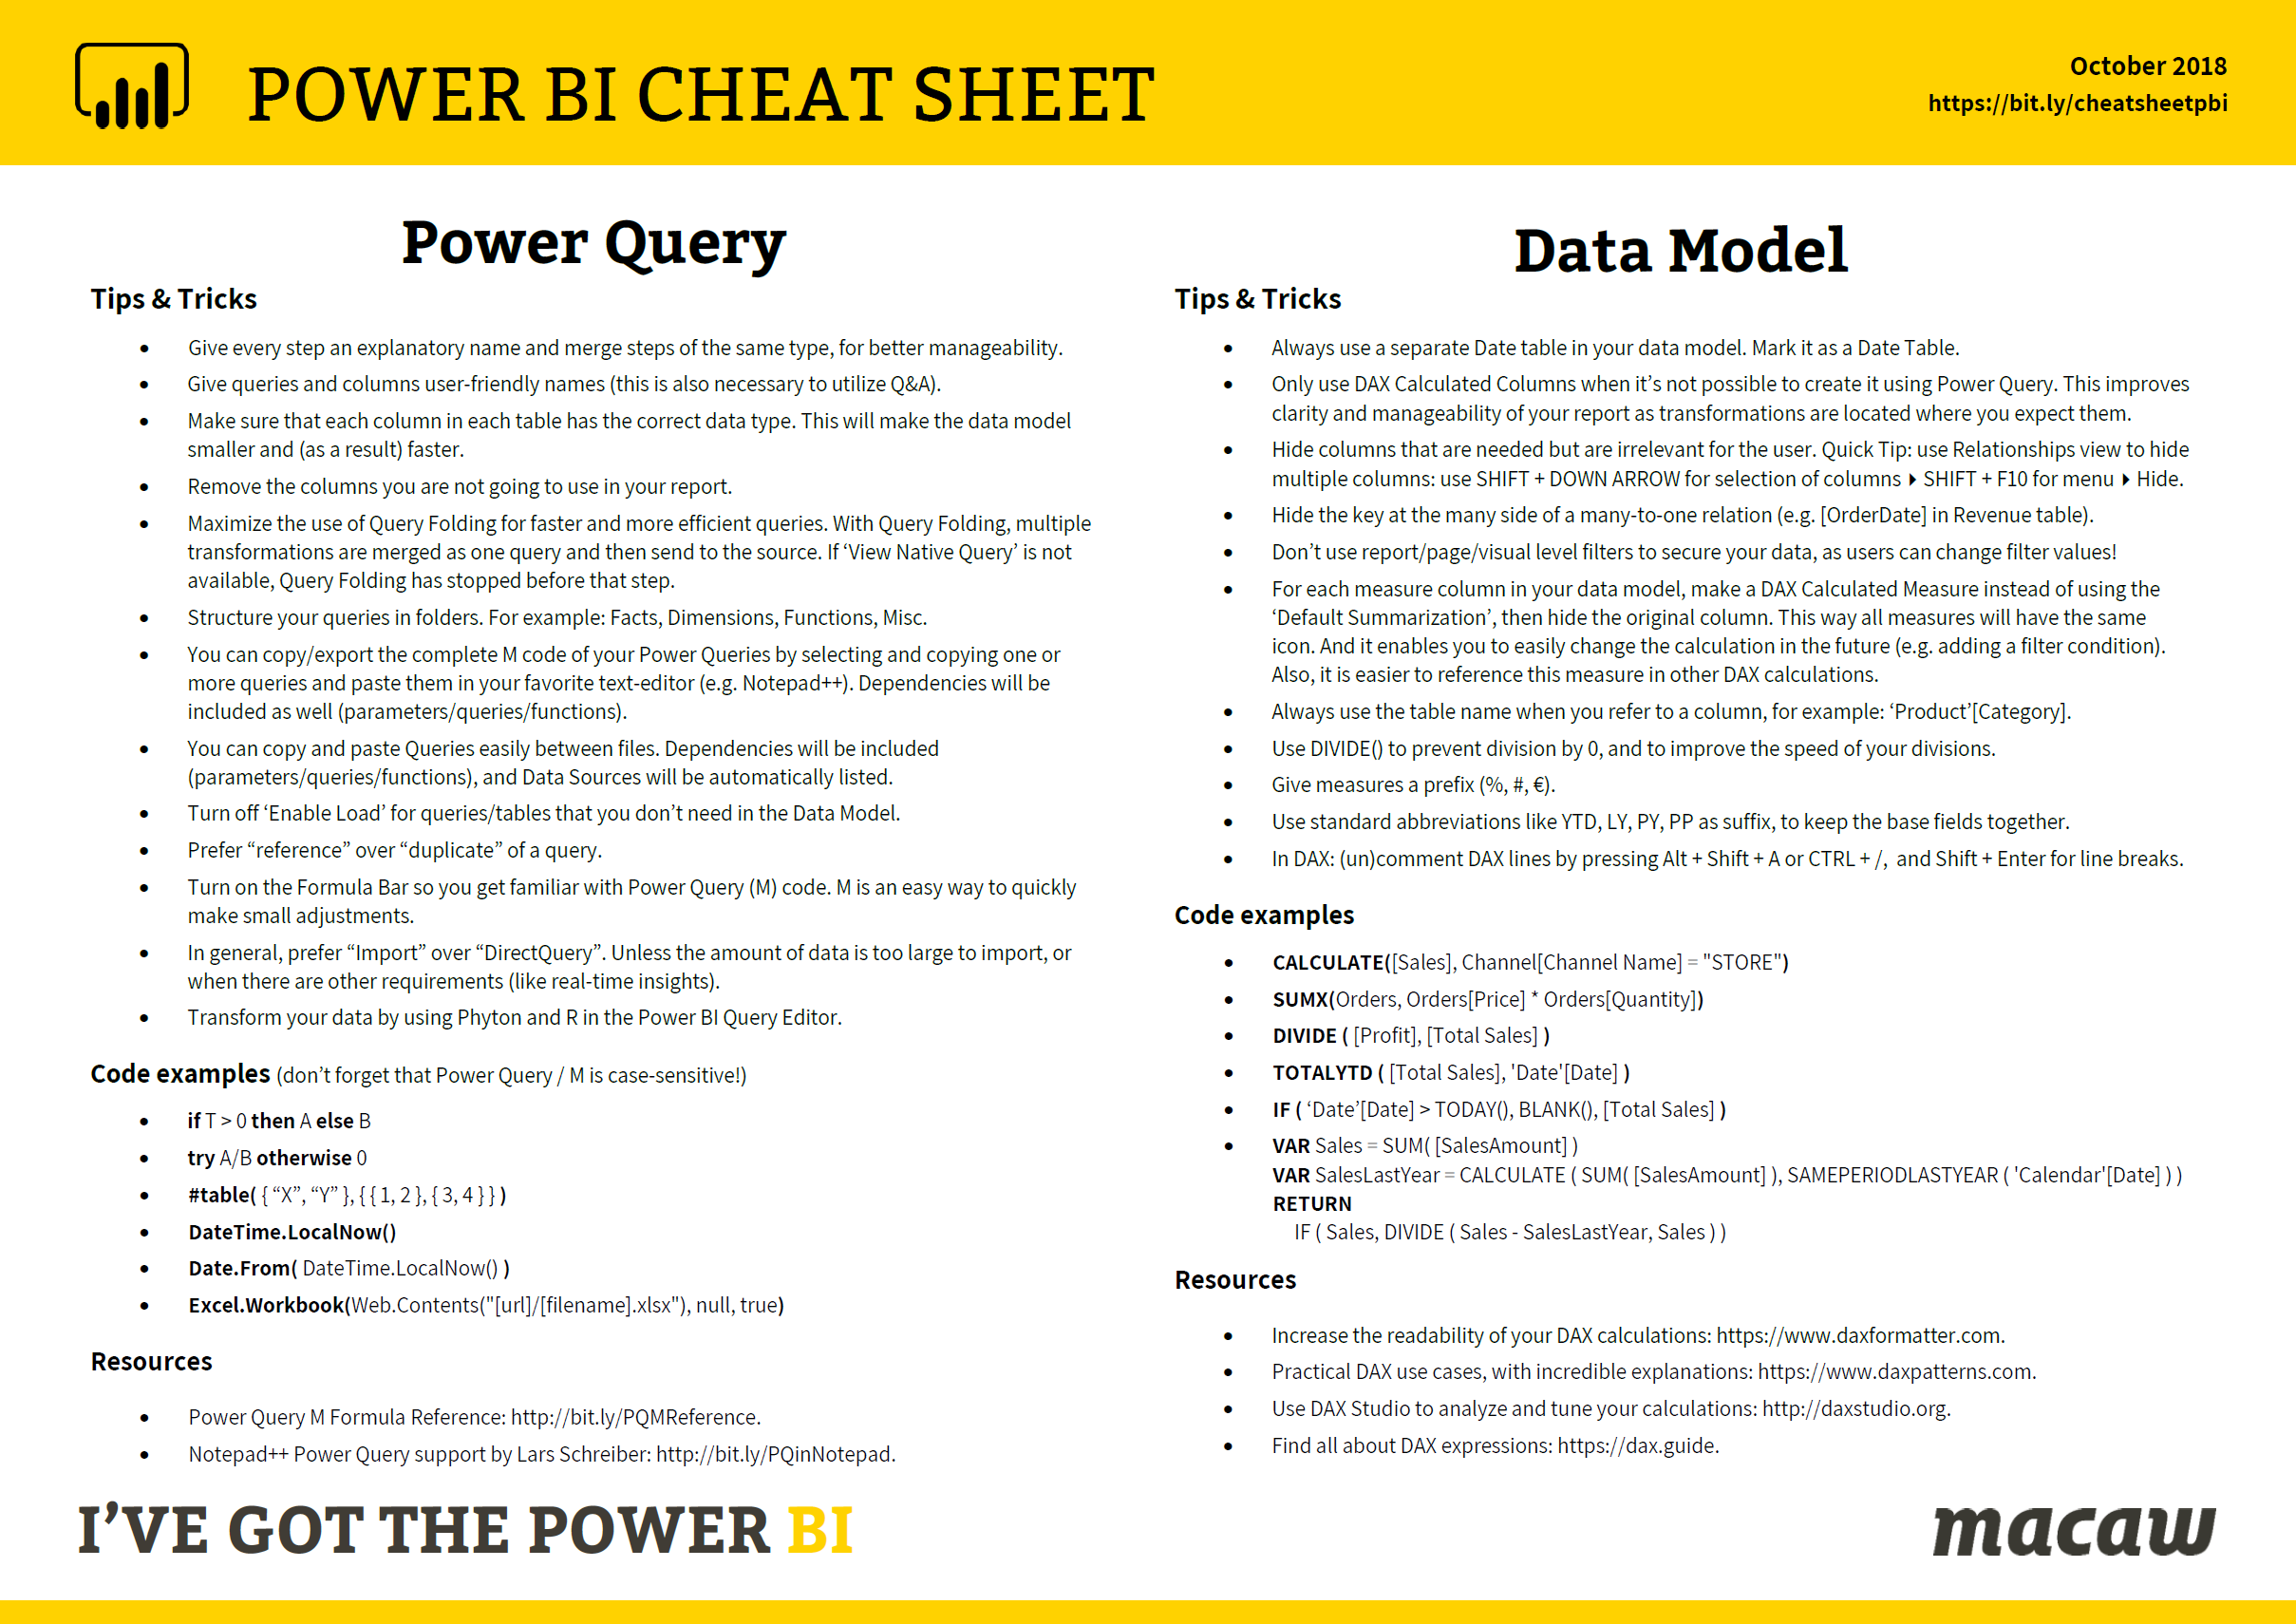 POWER BI CHEAT SHEET
October 2018
https://bit.ly/cheatsheetpbi
Power Query
Tips & Tricks
• Give every step an explanatory name and merge steps of the same type, for better manageability.
• Give queries and columns user-friendly names (this is also necessary to utilize Q&A).
• Make sure that each column in each table has the correct data type. This will make the data model
smaller and (as a result) faster.
• Remove the columns you are not going to use in your report.
• Maximize the use of Query Folding for faster and more efficient queries. With Query Folding, multiple
transformations are merged as one query and then send to the source. If ‘View Native Query’ is not
available, Query Folding has stopped before that step.
• Structure your queries in folders. For example: Facts, Dimensions, Functions, Misc.
• You can copy/export the complete M code of your Power Queries by selecting and copying one or
more queries and paste them in your favorite text-editor (e.g. Notepad++). Dependencies will be
included as well (parameters/queries/functions).
• You can copy and paste Queries easily between files. Dependencies will be included
(parameters/queries/functions), and Data Sources will be automatically listed.
• Turn off ‘Enable Load’ for queries/tables that you don’t need in the Data Model.
• Prefer “reference” over “duplicate” of a query.
• Turn on the Formula Bar so you get familiar with Power Query (M) code. M is an easy way to quickly
make small adjustments.
• In general, prefer “Import” over “DirectQuery”. Unless the amount of data is too large to import, or
when there are other requirements (like real-time insights).
• Transform your data by using Phyton and R in the Power BI Query Editor.
Code examples (don’t forget that Power Query / M is case-sensitive!)
• if T > 0 then A else B
• try A/B otherwise 0
• #table( { “X”, “Y” }, { { 1, 2 }, { 3, 4 } } )
• DateTime.LocalNow()
• Date.From( DateTime.LocalNow() )
• Excel.Workbook(Web.Contents("[url]/[filename].xlsx"), null, true)
Resources
• Power Query M Formula Reference: http://bit.ly/PQMReference.
• Notepad++ Power Query support by Lars Schreiber: http://bit.ly/PQinNotepad.
Data Model
Tips & Tricks
• Always use a separate Date table in your data model. Mark it as a Date Table.
• Only use DAX Calculated Columns when it’s not possible to create it using Power Query. This improves
clarity and manageability of your report as transformations are located where you expect them.
• Hide columns that are needed but are irrelevant for the user. Quick Tip: use Relationships view to hide
multiple columns: use SHIFT + DOWN ARROW for selection of columns ▸ SHIFT + F10 for menu ▸ Hide.
• Hide the key at the many side of a many-to-one relation (e.g. [OrderDate] in Revenue table).
• Don’t use report/page/visual level filters to secure your data, as users can change filter values!
• For each measure column in your data model, make a DAX Calculated Measure instead of using the
‘Default Summarization’, then hide the original column. This way all measures will have the same
icon. And it enables you to easily change the calculation in the future (e.g. adding a filter condition).
Also, it is easier to reference this measure in other DAX calculations.
• Always use the table name when you refer to a column, for example: ‘Product’[Category].
• Use DIVIDE() to prevent division by 0, and to improve the speed of your divisions.
• Give measures a prefix (%, #, €).
• Use standard abbreviations like YTD, LY, PY, PP as suffix, to keep the base fields together.
• In DAX: (un)comment DAX lines by pressing Alt + Shift + A or CTRL + /, and Shift + Enter for line breaks.
Code examples
• CALCULATE([Sales], Channel[Channel Name] = "STORE")
• SUMX(Orders, Orders[Price] * Orders[Quantity])
• DIVIDE ( [Profit], [Total Sales] )
• TOTALYTD ( [Total Sales], 'Date'[Date] )
• IF ( ‘Date’[Date] > TODAY(), BLANK(), [Total Sales] )
• VAR Sales = SUM( [SalesAmount] )
VAR SalesLastYear = CALCULATE ( SUM( [SalesAmount] ), SAMEPERIODLASTYEAR ( 'Calendar'[Date] ) )
RETURN
IF ( Sales, DIVIDE ( Sales - SalesLastYear, Sales ) )
Resources
• Increase the readability of your DAX calculations: https://www.daxformatter.com.
• Practical DAX use cases, with incredible explanations: https://www.daxpatterns.com.
• Use DAX Studio to analyze and tune your calculations: http://daxstudio.org.
• Find all about DAX expressions: https://dax.guide.
I’VE GOT THE POWER BI
macaw